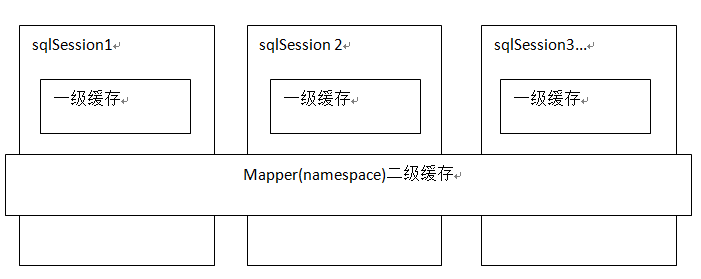 sqlSession1
sqlSession 2
sqlSession3...
一级缓存
一级缓存
一级缓存
Mapper(namespace)二级缓存